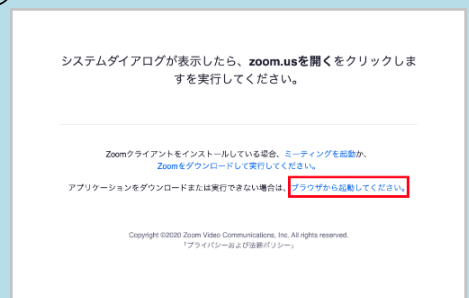 システムダイアログが表示したら、zoom.usを開くをクリックしま
すを実行してください。
Zoomクライアントをインストールしている場合、ミーティングを起動か、
Zoomをダウンロードして実行してください。
アプリケーションをダウンロードまたは実行できない場合は、ブラウザから起動してください。
Copyright ©2020 Zoom Video Communications, Inc. All rights reserved.
「プライバシーおよび法務ポリシー」